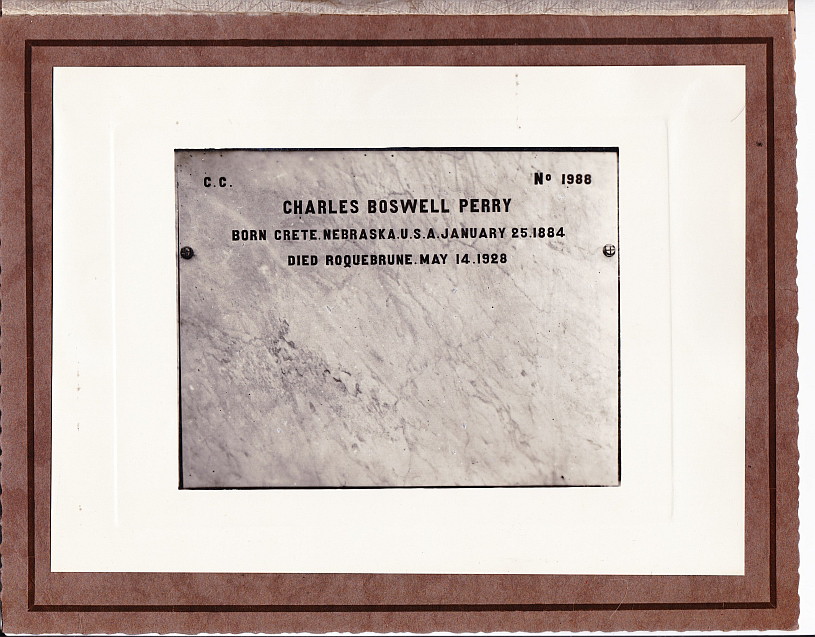 C.C. Nº 1988
CHARLES BOSWELL PERRY
BORN CRETE.NEBRASKA.U.S.A.JANUARY 25.1884
DIED ROQUEBRUNE.MAY 14.1928